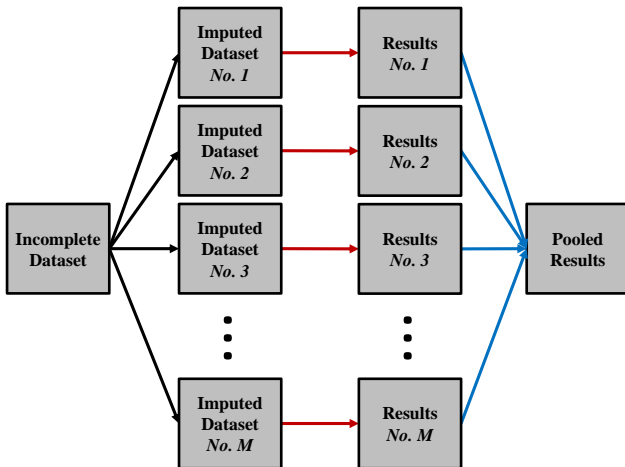 Incomplete
Dataset
Imputed
Dataset
No. 1
Results
No. 1
Imputed
Dataset
No. 2
Results
No. 2
Imputed
Dataset
No. 3
Results
No. 3
Imputed
Dataset
No. M
Results
No. M
Pooled
Results